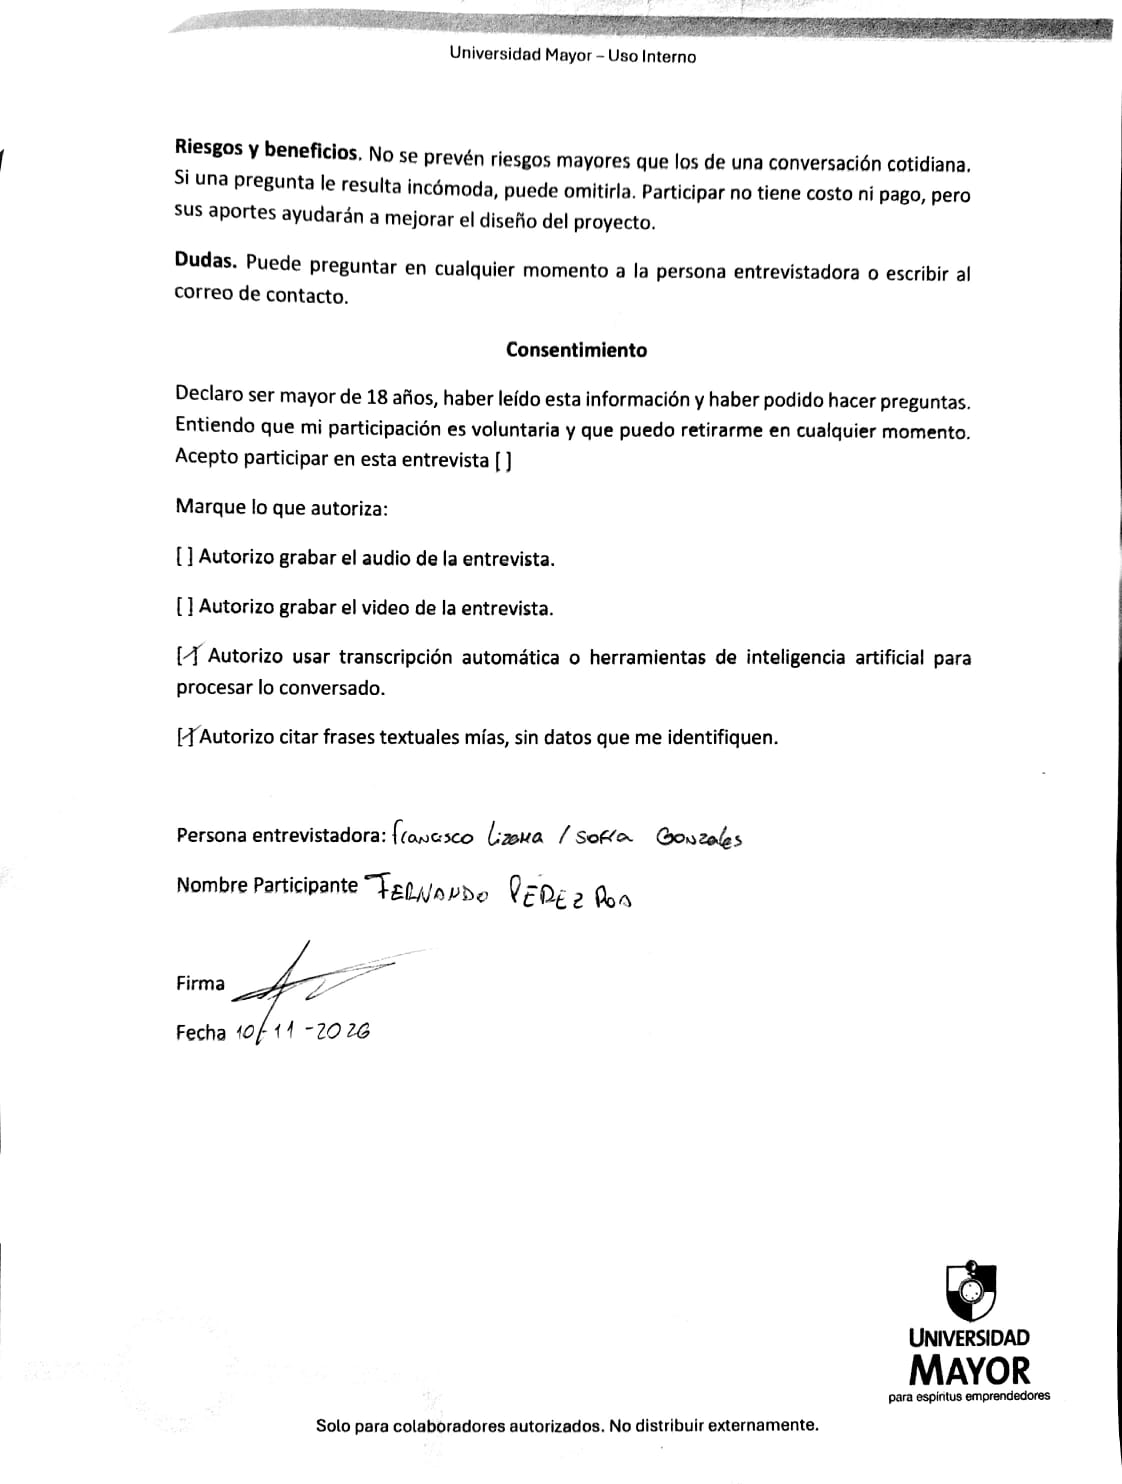 Universidad Mayor – Uso Interno
Riesgos y beneficios. No se prevén riesgos mayores que los de una conversación cotidiana.
Si una pregunta le resulta incómoda, puede omitirla. Participar no tiene costo ni pago, pero
sus aportes ayudarán a mejorar el diseño del proyecto.
Dudas. Puede preguntar en cualquier momento a la persona entrevistadora o escribir al
correo de contacto.
Consentimiento
Declaro ser mayor de 18 años, haber leído esta información y haber podido hacer preguntas.
Entiendo que mi participación es voluntaria y que puedo retirarme en cualquier momento.
Acepto participar en esta entrevista [ ]
Marque lo que autoriza:
[ ] Autorizo grabar el audio de la entrevista.
[ ] Autorizo grabar el video de la entrevista.
[✓] Autorizo usar transcripción automática o herramientas de inteligencia artificial para
procesar lo conversado.
[✓] Autorizo citar frases textuales mías, sin datos que me identifiquen.
Persona entrevistadora: Francisco Lizama / Sofía Gonzales
Nombre Participante FERNANDO PEREZ
Firma
Fecha 10-11-2026
UNIVERSIDAD
MAYOR
para espíritus emprendedores
Solo para colaboradores autorizados. No distribuir externamente.